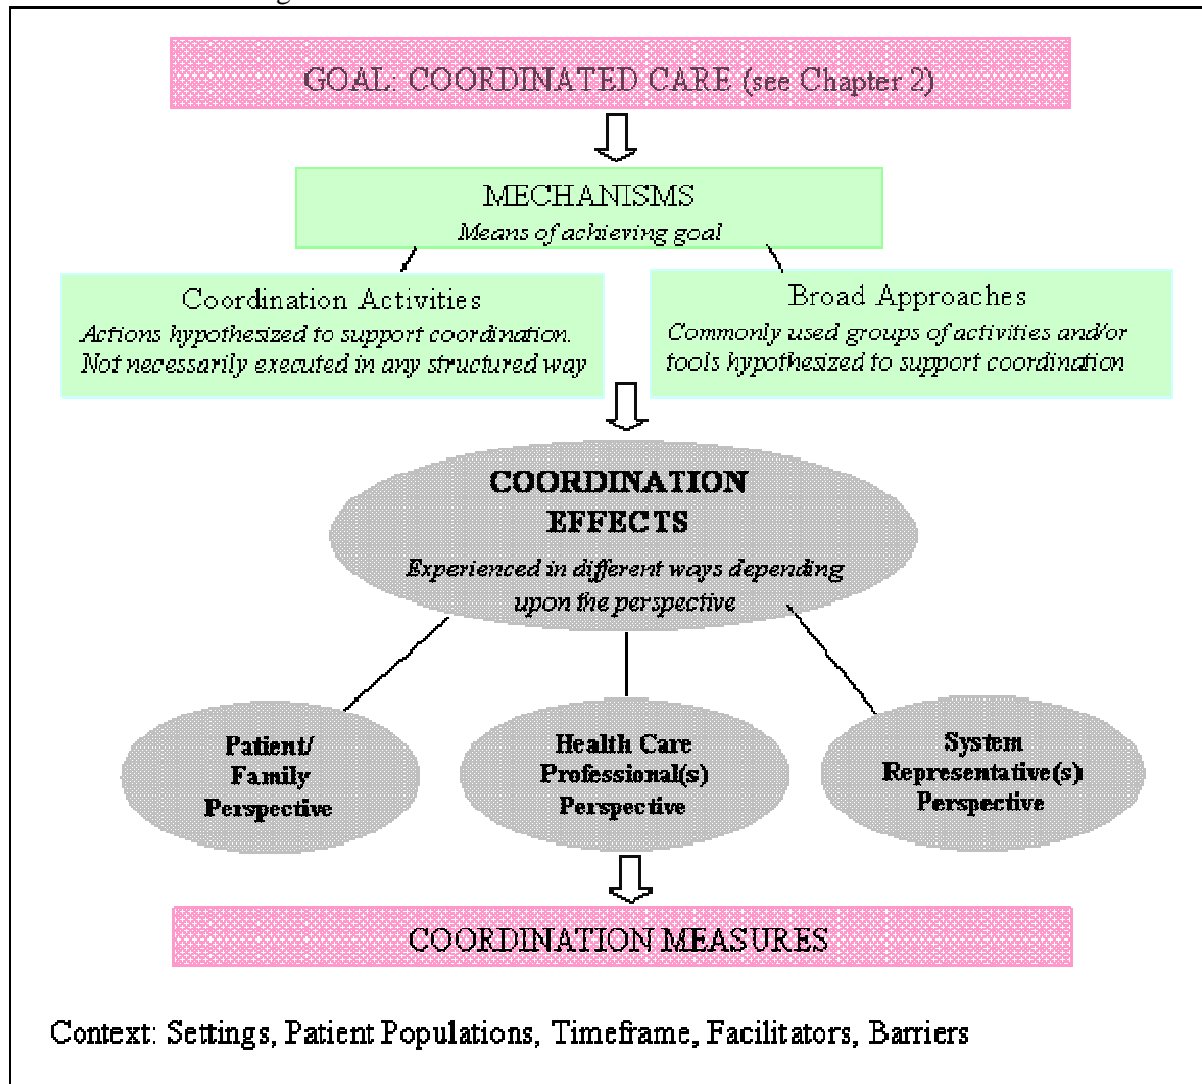 GOAL: COORDINATED CARE (see Chapter 2)
MECHANISMS
Means of achieving goal
Coordination Activities
Actions hypothesized to support coordination.
Not necessarily executed in any structured way
Broad Approaches
Commonly used groups of activities and/or
tools hypothesized to support coordination
COORDINATION
EFFECTS
Experienced in different ways depending
upon the perspective
Patient/
Family
Perspective
Health Care
Professional(s)
Perspective
System
Representative(s)
Perspective
COORDINATION MEASURES
Context: Settings, Patient Populations, Timeframe, Facilitators, Barriers